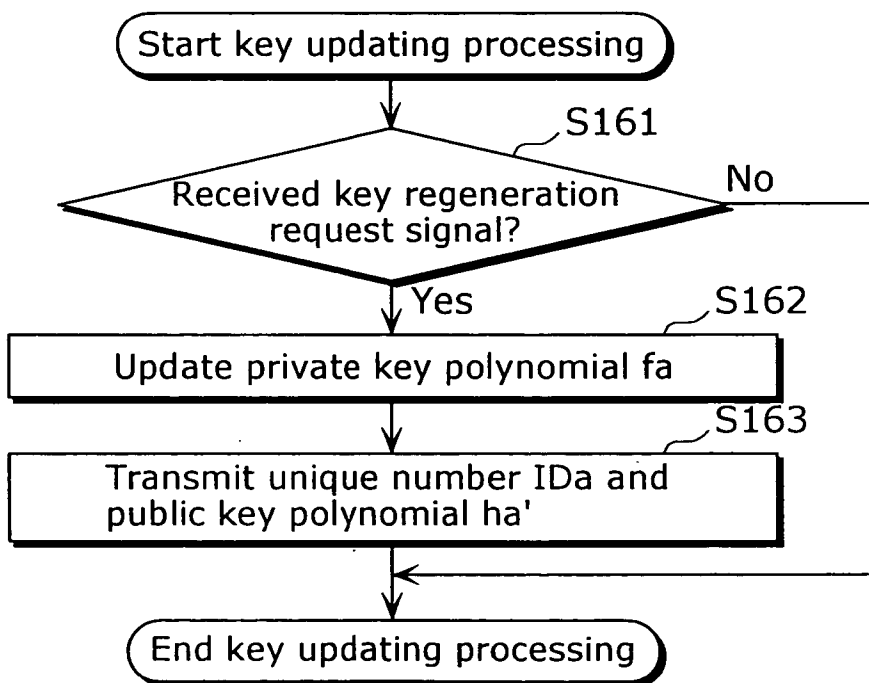 Start key updating processing
S161
Received key regeneration
request signal?
No
Yes
S162
Update private key polynomial fa
S163
Transmit unique number IDa and
public key polynomial ha'
End key updating processing